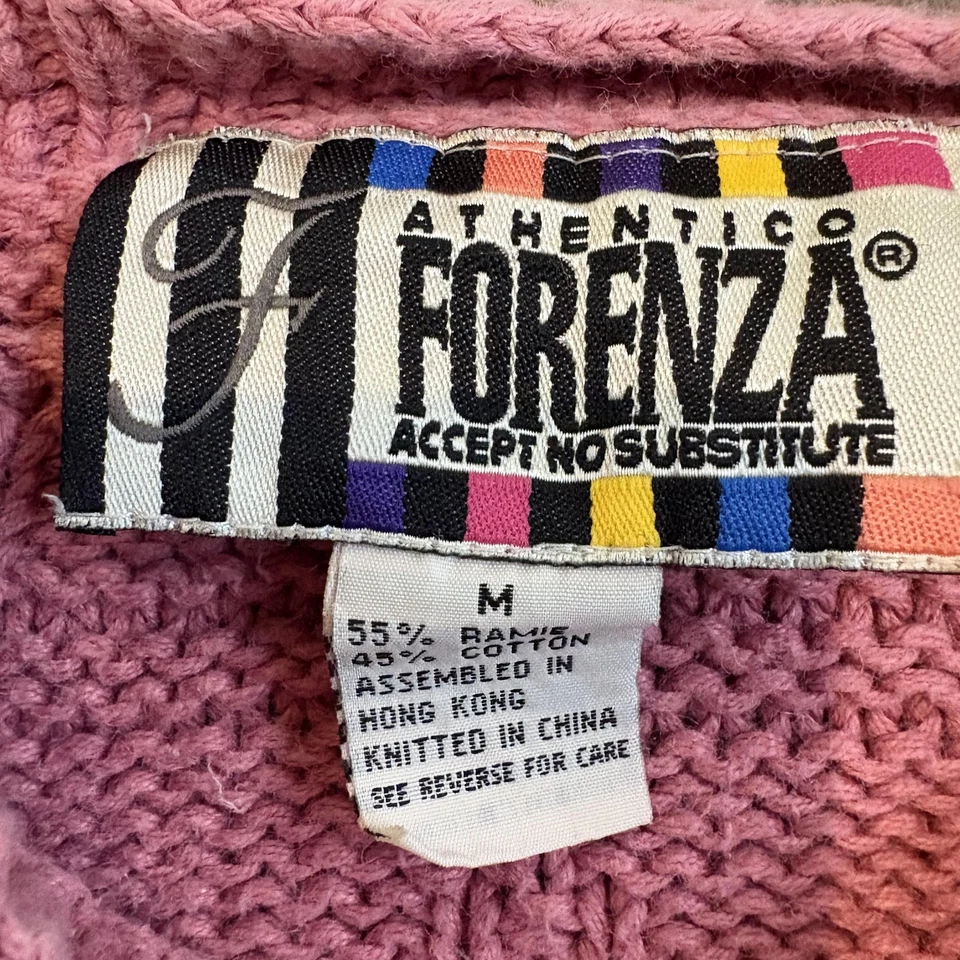 F
ATHENTICO
FORENZA®
ACCEPT NO SUBSTITUTE
M
55% RAMIE
45% COTTON
ASSEMBLED IN
HONG KONG
KNITTED IN CHINA
SEE REVERSE FOR CARE